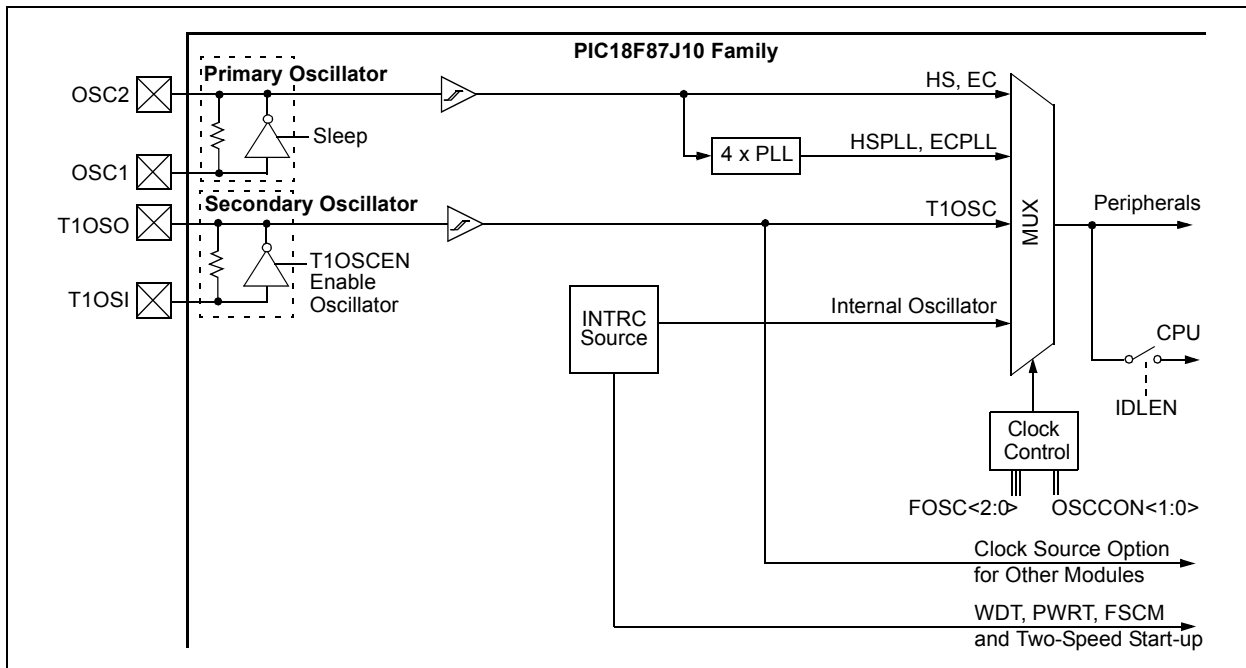 PIC18F87J10 Family
Primary Oscillator
HS, EC
OSC2
Sleep
4 x PLL
HSPLL, ECPLL
OSC1
Secondary Oscillator
T1OSO
T1OSC
MUX
Peripherals
T1OSCEN
Enable
Oscillator
T1OSI
INTRC
Source
Internal Oscillator
CPU
IDLEN
Clock
Control
FOSC<2:0>
OSCCON<1:0>
Clock Source Option
for Other Modules
WDT, PWRT, FSCM
and Two-Speed Start-up